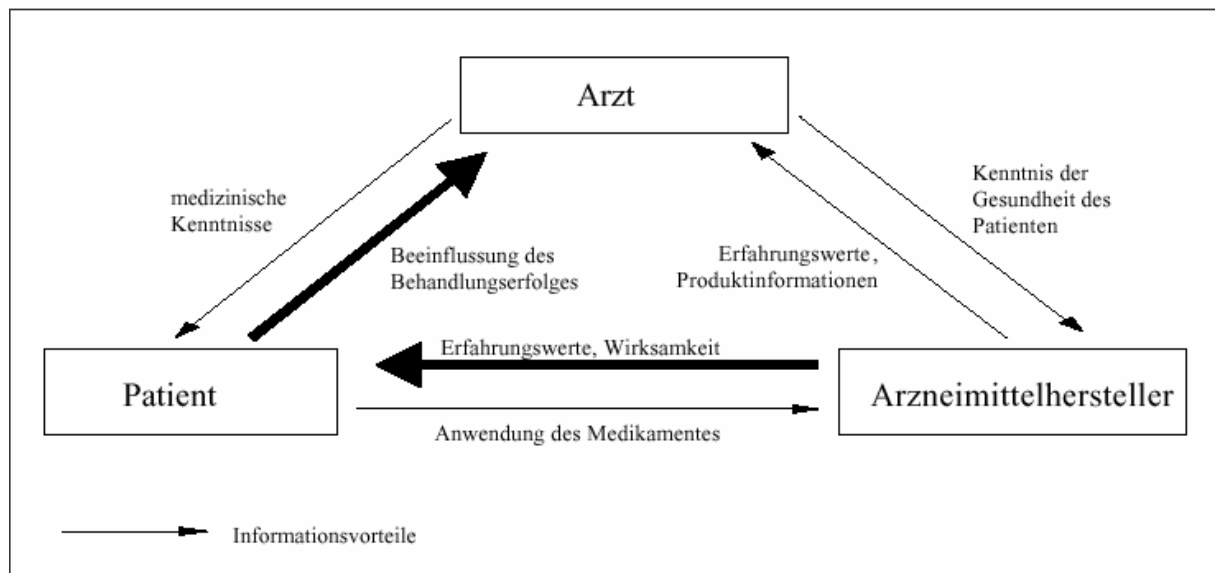 Arzt
medizinische
Kenntnisse
Kenntnis der
Gesundheit des
Patienten
Beeinflussung des
Behandlungserfolges
Erfahrungswerte,
Produktinformationen
Erfahrungswerte, Wirksamkeit
Patient
Arzneimittelhersteller
Anwendung des Medikamentes
Informationsvorteile